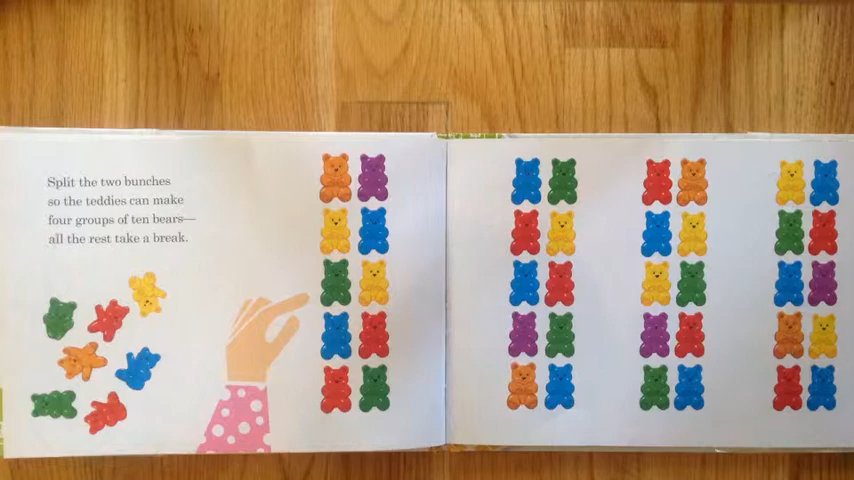 Split the two bunches
so the teddies can make
four groups of ten bears—
all the rest take a break.